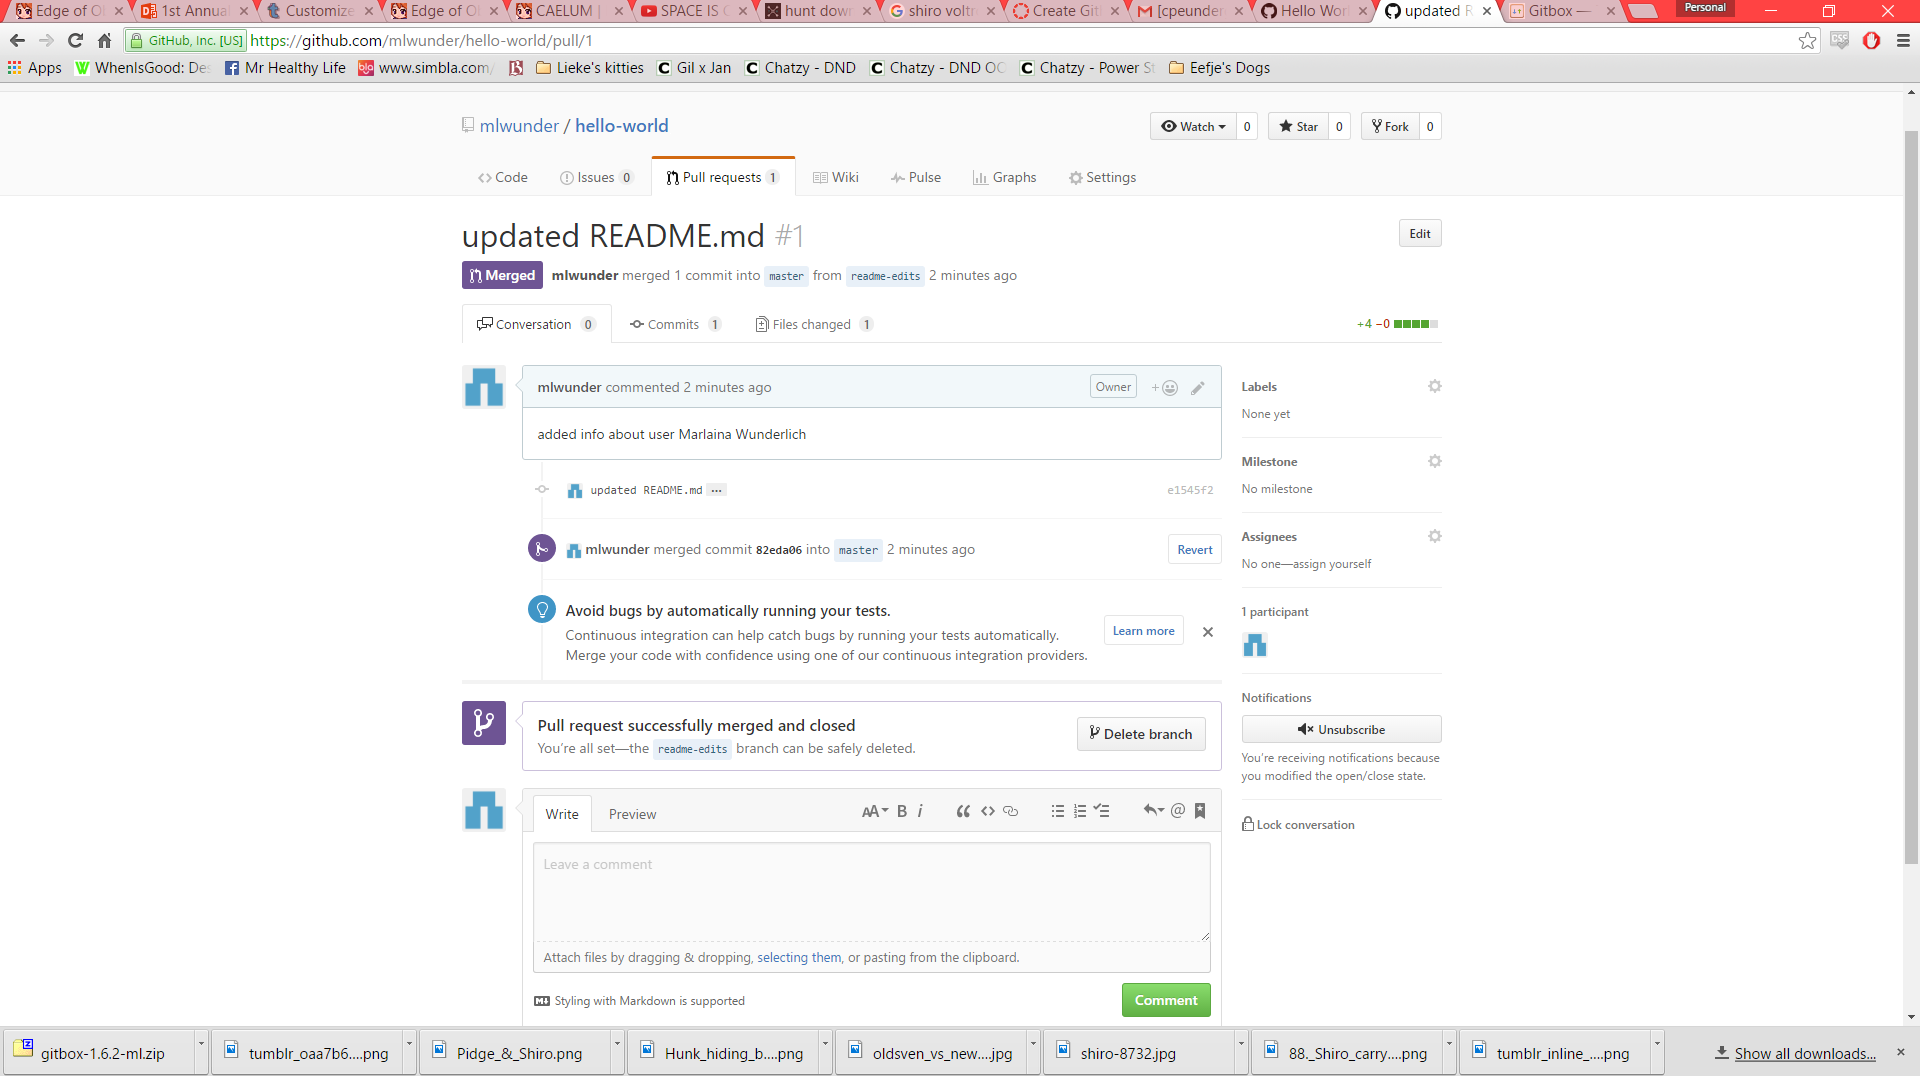 Edge of Ol
1st Annua
Customize
Edge of Ol
CAELUM |
SPACE IS C
hunt down
shiro voltr
Create Git
[cpeunder
Hello Wor
updated R
Gitbox —
Personal
GitHub, Inc. [US] https://github.com/mlwunder/hello-world/pull/1
Apps WhenIsGood: De Mr Healthy Life www.simbla.com/ Lieke's kitties Gil x Jan Chatzy - DND Chatzy - DND OC Chatzy - Power St Eefje's Dogs
mlwunder / hello-world
Watch 0 Star 0 Fork 0
Code Issues 0 Pull requests 1 Wiki Pulse Graphs Settings
updated README.md #1
Edit
Merged mlwunder merged 1 commit into master from readme-edits 2 minutes ago
Conversation 0 Commits 1 Files changed 1 +4 −0
mlwunder commented 2 minutes ago Owner
added info about user Marlaina Wunderlich
updated README.md … e1545f2
mlwunder merged commit 82eda06 into master 2 minutes ago Revert
Avoid bugs by automatically running your tests.
Continuous integration can help catch bugs by running your tests automatically.
Merge your code with confidence using one of our continuous integration providers.
Learn more
Pull request successfully merged and closed
You’re all set—the readme-edits branch can be safely deleted.
Delete branch
Write Preview
Leave a comment
Attach files by dragging & dropping, selecting them, or pasting from the clipboard.
Styling with Markdown is supported
Comment
Labels
None yet
Milestone
No milestone
Assignees
No one—assign yourself
1 participant
Notifications
Unsubscribe
You’re receiving notifications because
you modified the open/close state.
Lock conversation
gitbox-1.6.2-ml.zip
tumblr_oaa7b6....png
Pidge_&_Shiro.png
Hunk_hiding_b....png
oldsven_vs_new....jpg
shiro-8732.jpg
88._Shiro_carry....png
tumblr_inline_....png
Show all downloads...